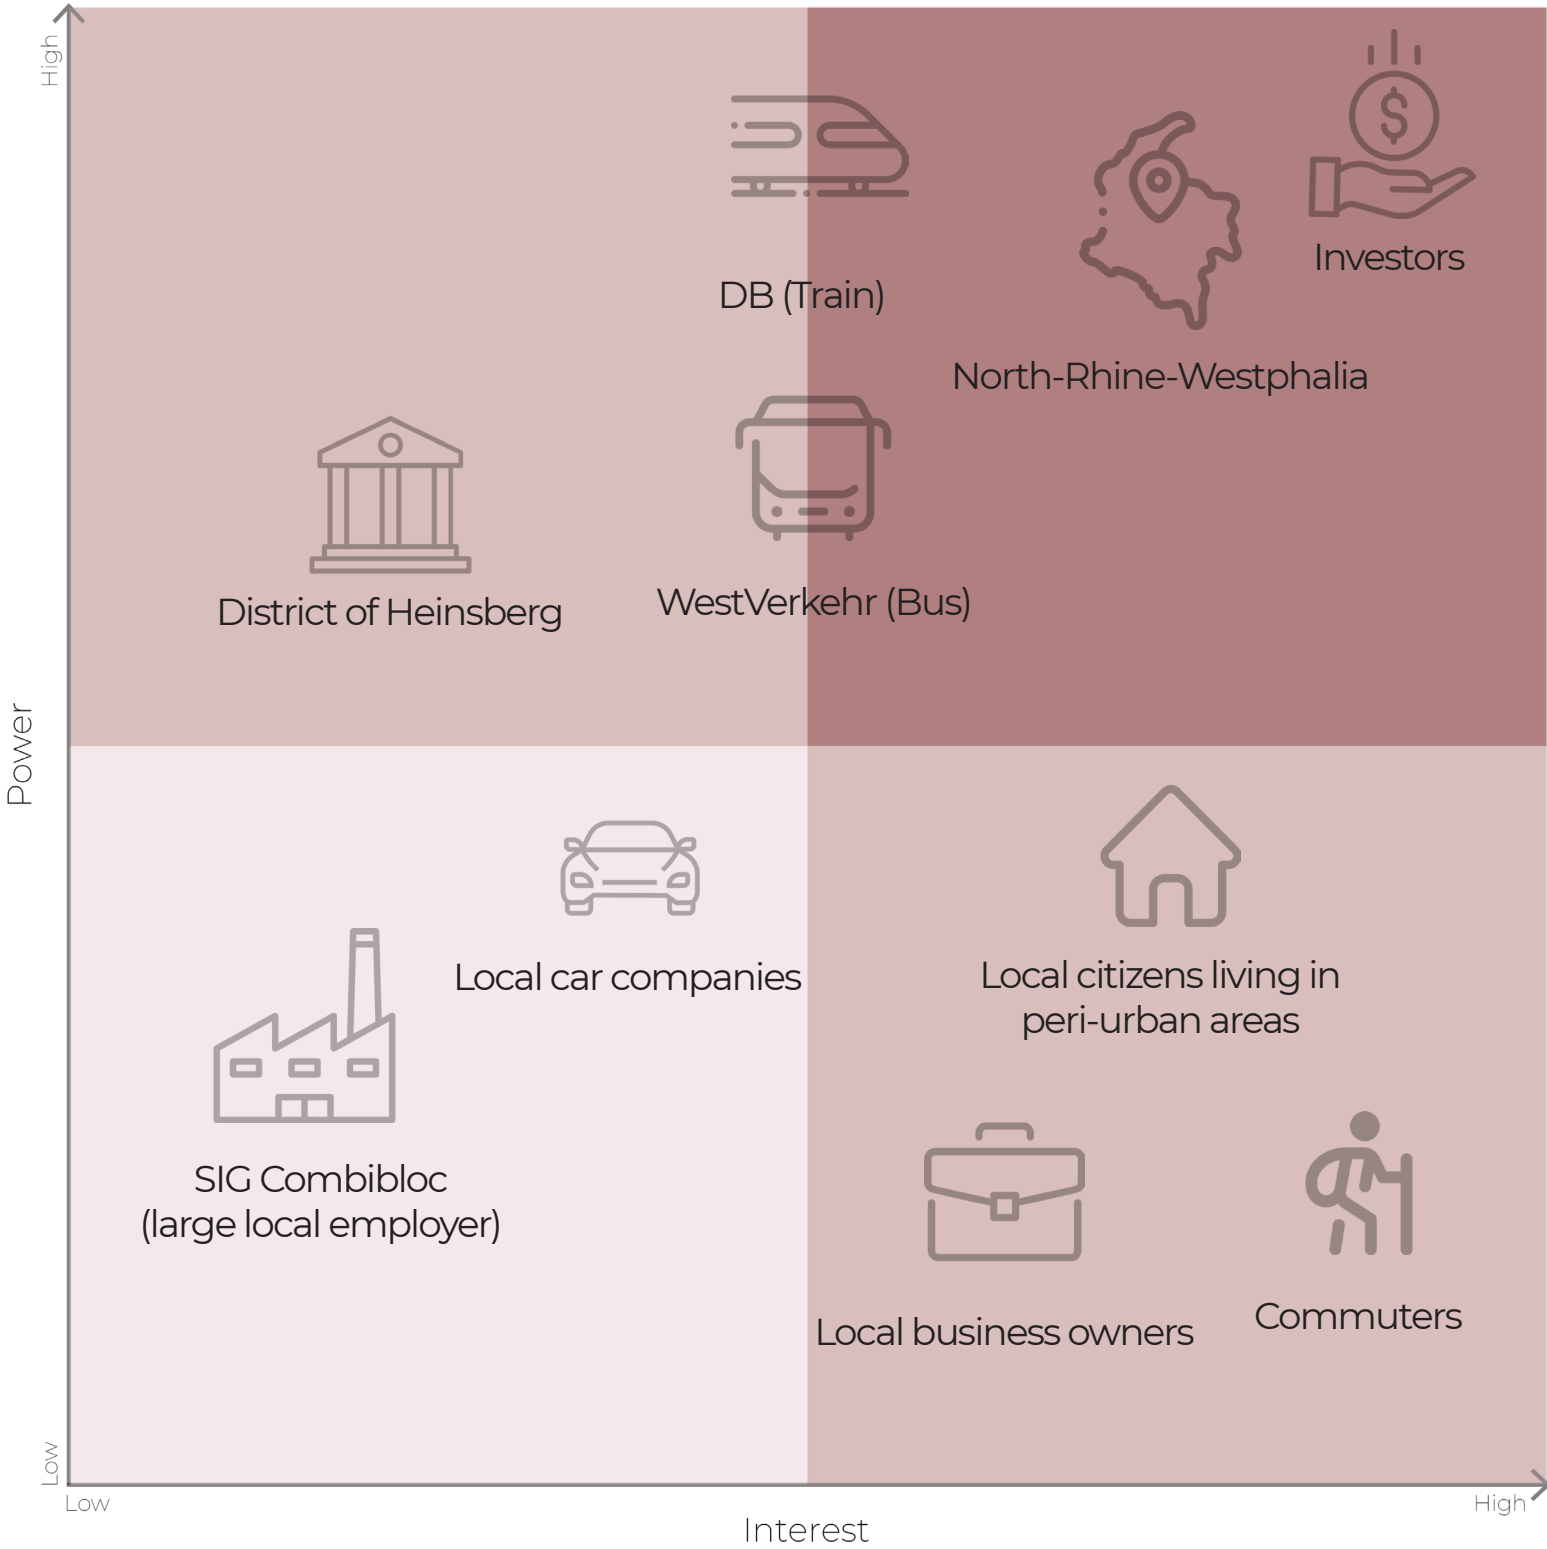 High
$
Investors
DB (Train)
North-Rhine-Westphalia
District of Heinsberg
WestVerkehr (Bus)
Power
Local car companies
Local citizens living in
peri-urban areas
SIG Combibloc
(large local employer)
Local business owners
Commuters
Low
Low
High
Interest